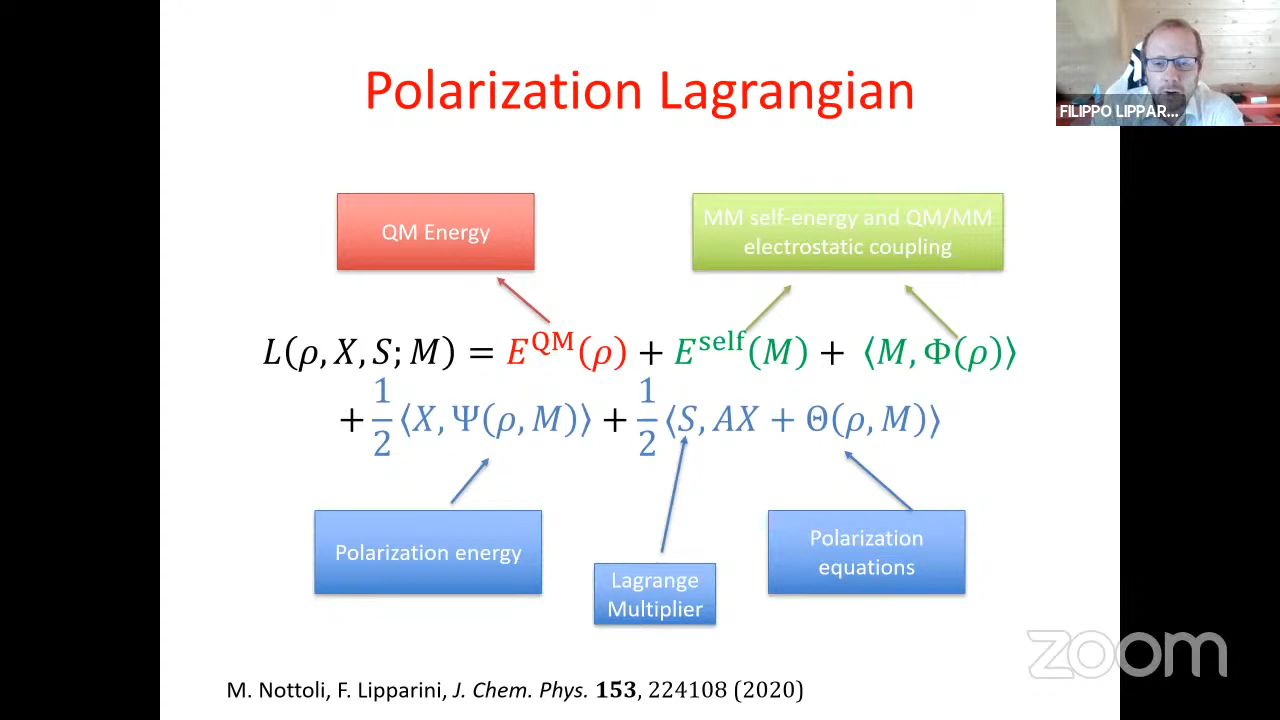 Polarization Lagrangian
FILIPPO LIPPAR...
QM Energy
MM self-energy and QM/MM
electrostatic coupling
L(ρ, X, S; M) = E^QM(ρ) + E^self(M) + ⟨M, Φ(ρ)⟩
+ 1/2 ⟨X, Ψ(ρ, M)⟩ + 1/2 ⟨S, AX + Θ(ρ, M)⟩
Polarization energy
Lagrange
Multiplier
Polarization
equations
zoom
M. Nottoli, F. Lipparini, J. Chem. Phys. 153, 224108 (2020)